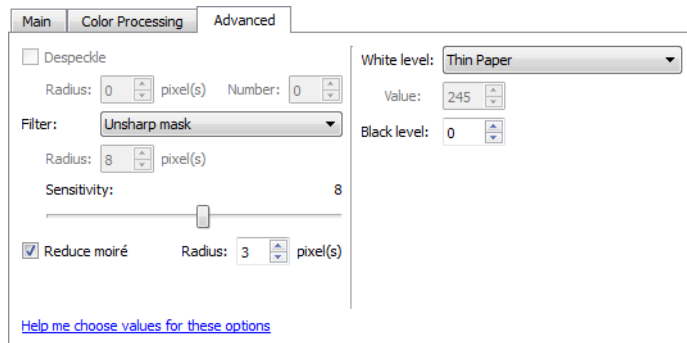 Main
Color Processing
Advanced
Despeckle
Radius: 0 pixel(s) Number: 0
Filter: Unsharp mask
Radius: 8 pixel(s)
Sensitivity: 8
Reduce moiré Radius: 3 pixel(s)
Help me choose values for these options
White level: Thin Paper
Value: 245
Black level: 0